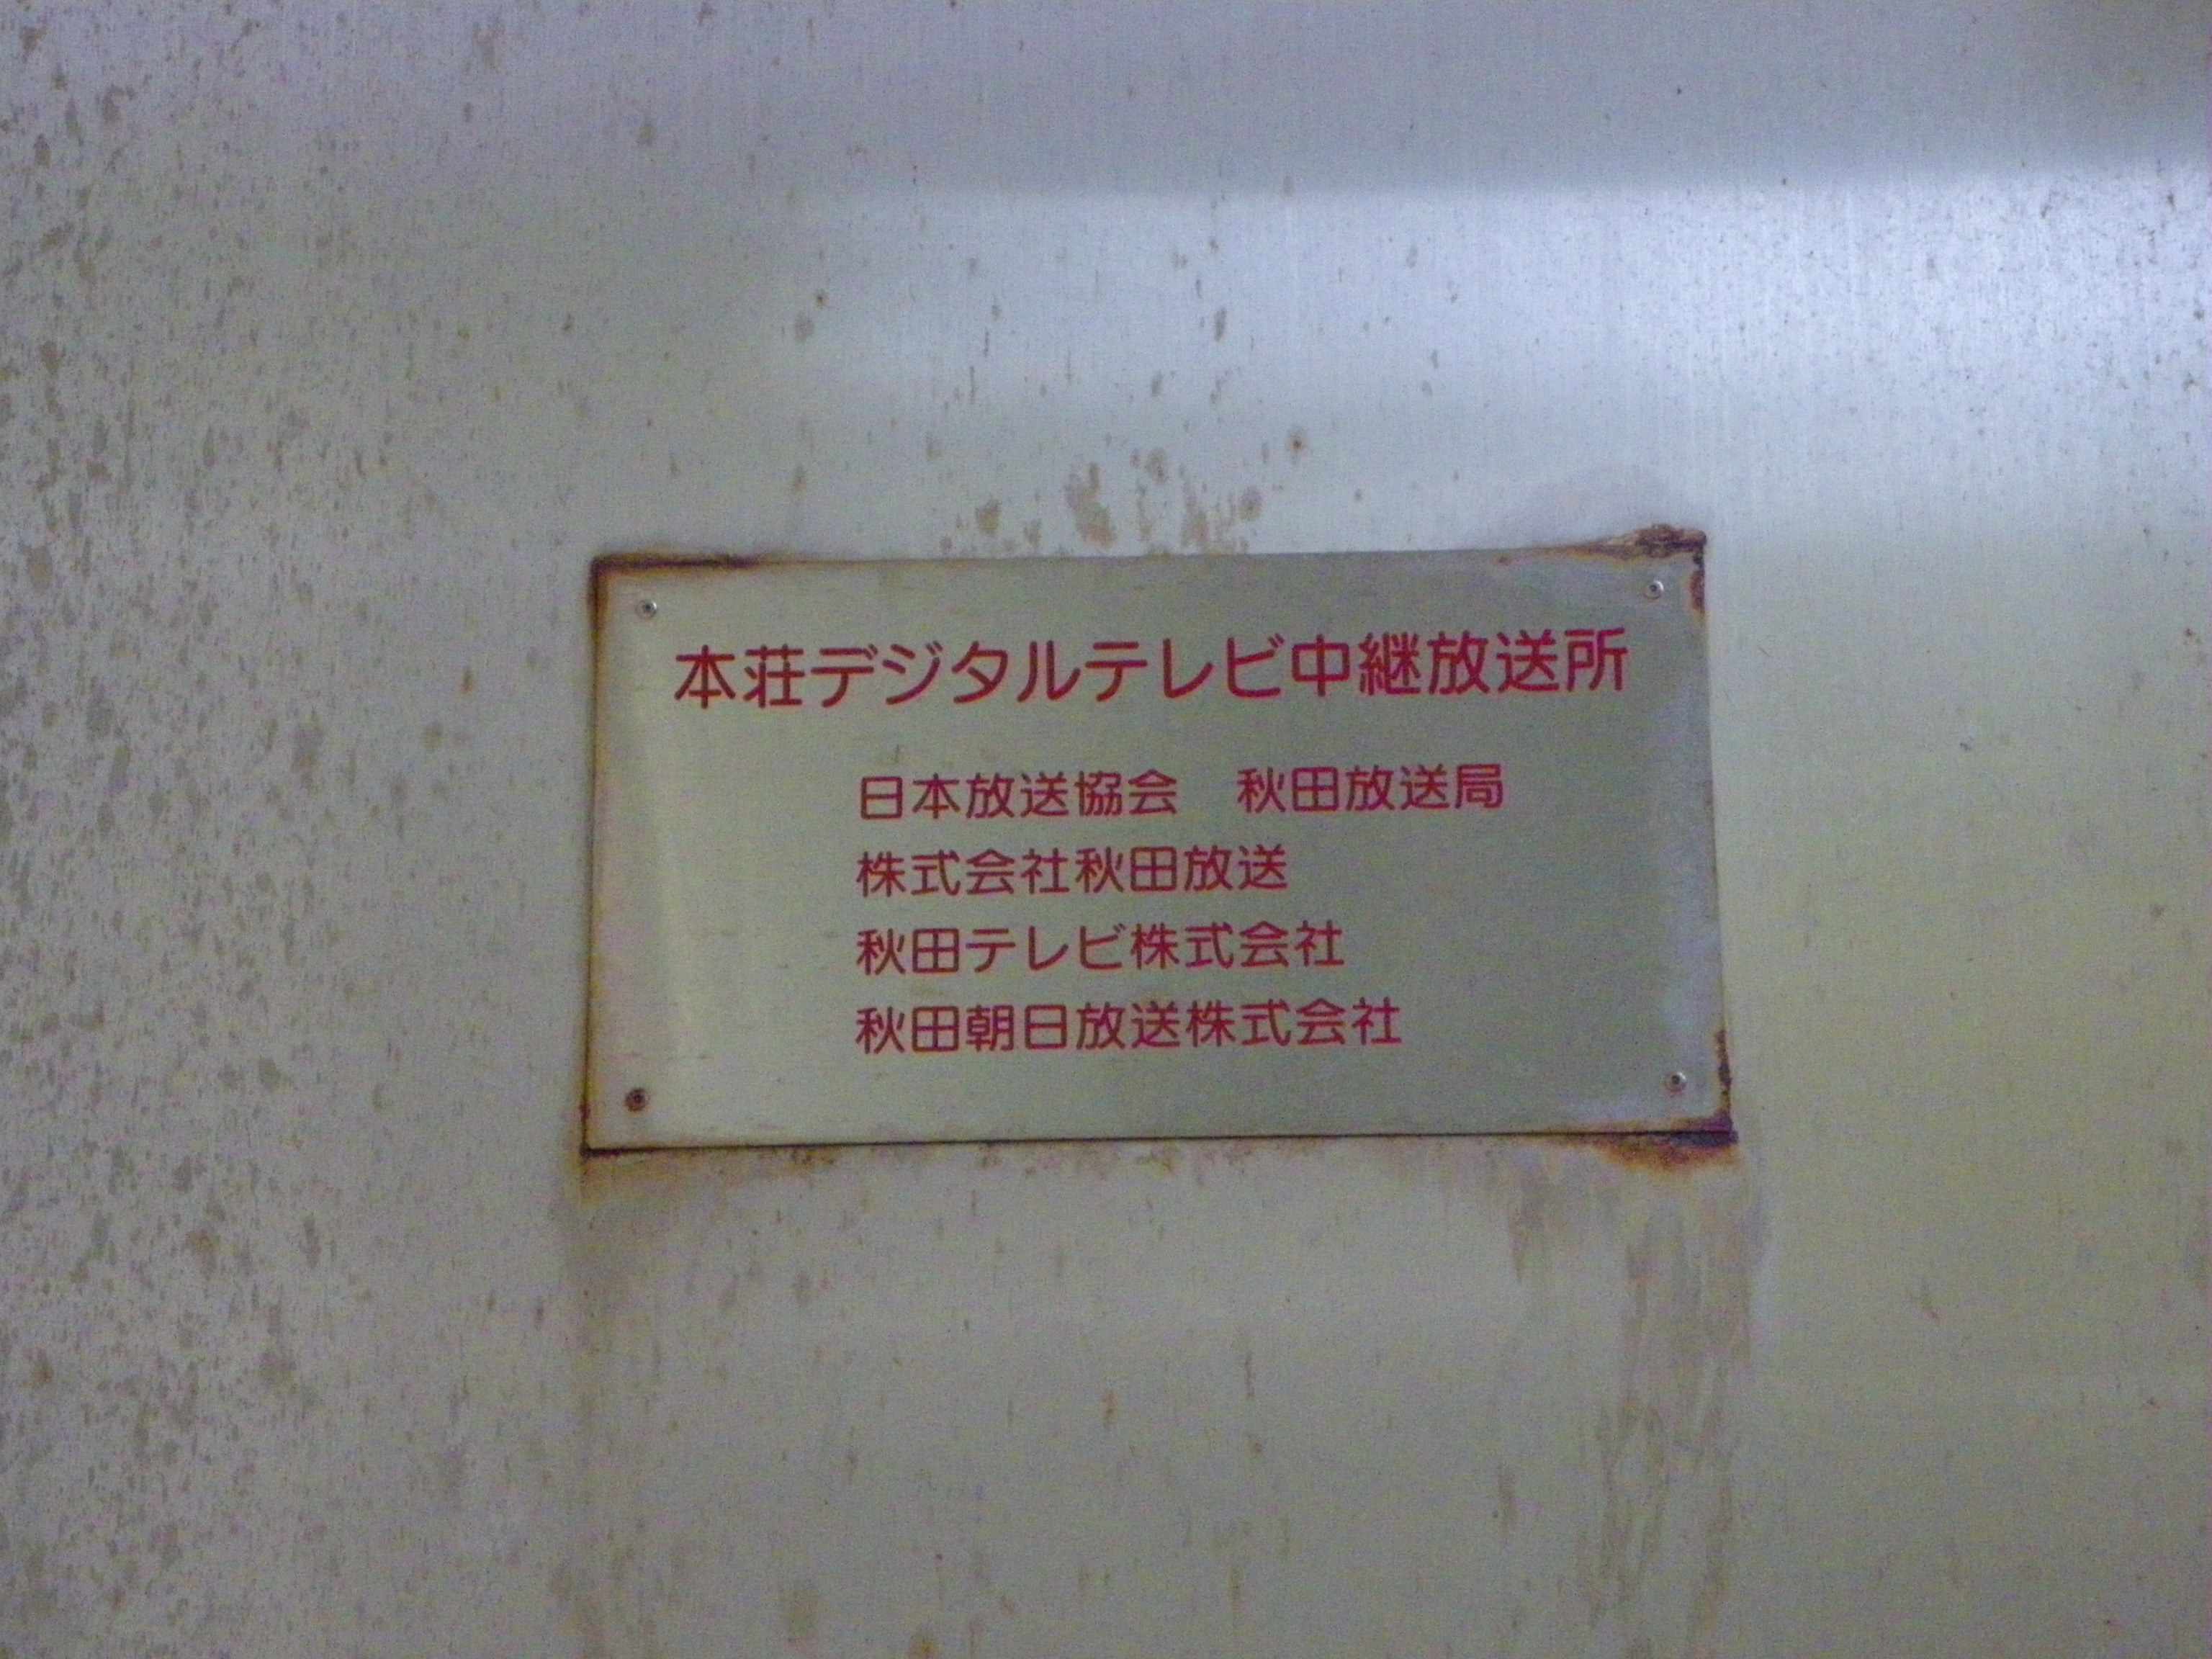 本荘デジタルテレビ中継放送所
日本放送協会　秋田放送局
株式会社秋田放送
秋田テレビ株式会社
秋田朝日放送株式会社